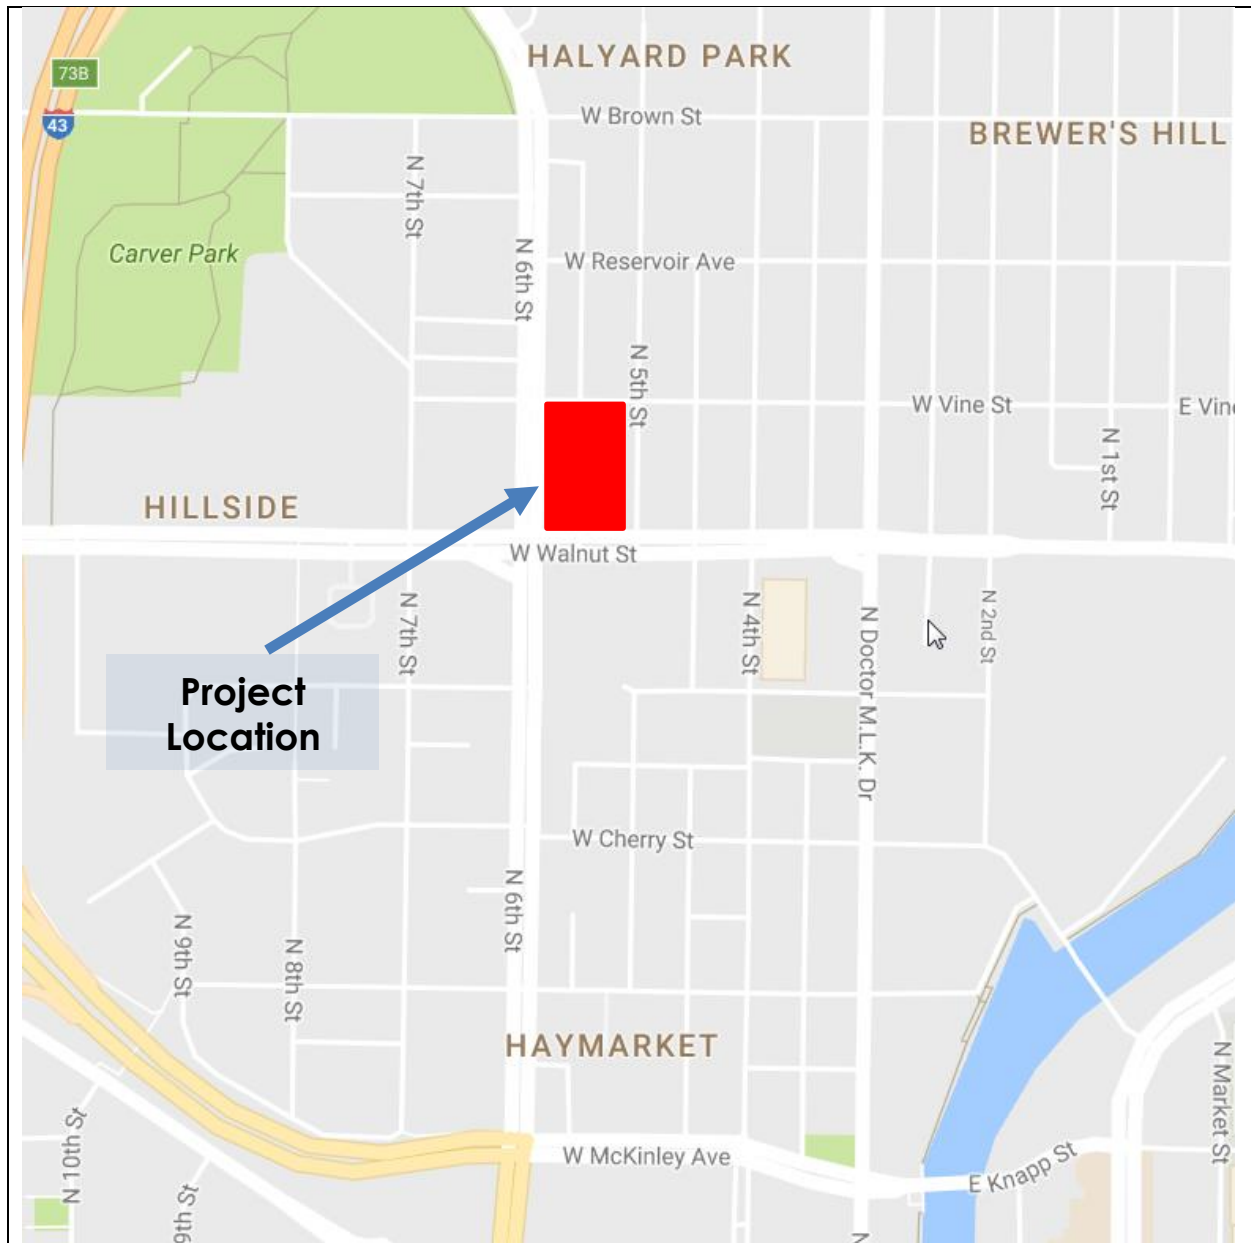 HALYARD PARK
73B
43
W Brown St
BREWER'S HILL
N 7th St
Carver Park
N 6th St
W Reservoir Ave
N 5th St
W Vine St
E Vin
N 1st St
HILLSIDE
W Walnut St
N 7th St
N 4th St
N Doctor M.L.K. Dr
N 2nd St
Project
Location
W Cherry St
N 6th St
N 9th St
N 8th St
HAYMARKET
N Market St
N 10th St
W McKinley Ave
E Knapp St
9th St
N